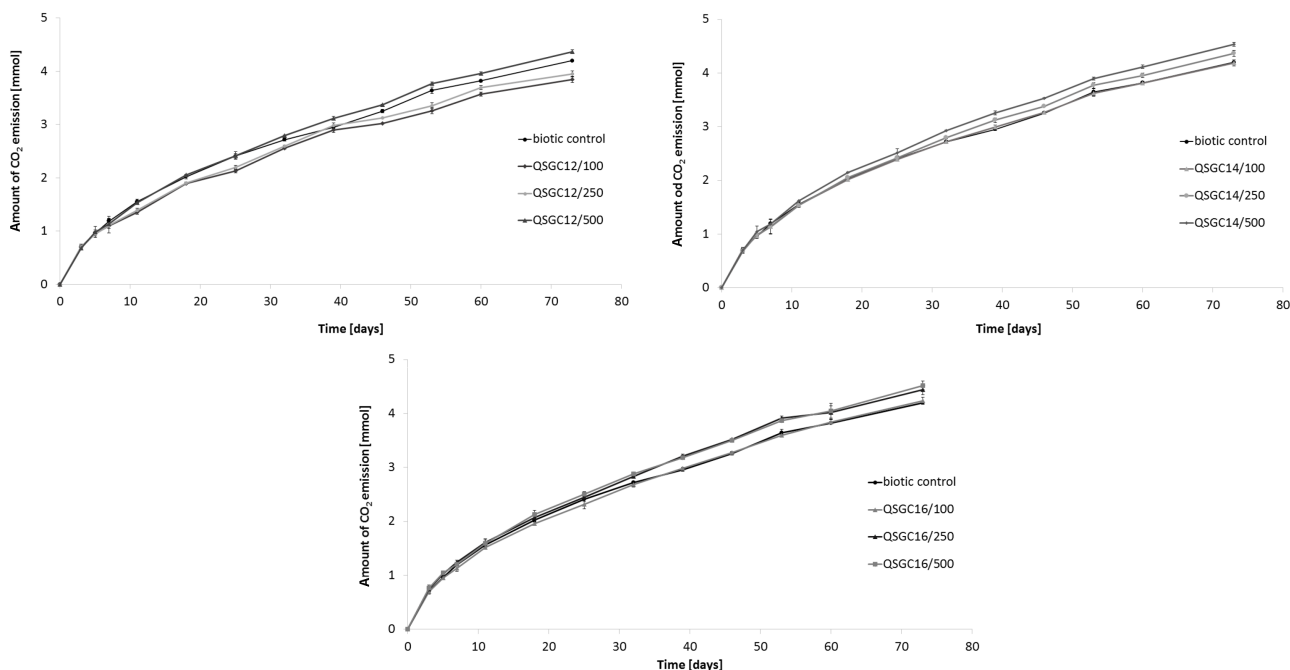 Amount of CO₂ emission [mmol]
5
4
3
2
1
0
0 10 20 30 40 50 60 70 80
Time [days]
biotic control
QSGC12/100
QSGC12/250
QSGC12/500
Amount od CO₂ emission [mmol]
5
4
3
2
1
0
0 10 20 30 40 50 60 70 80
Time [days]
biotic control
QSGC14/100
QSGC14/250
QSGC14/500
Amount of CO₂ emission [mmol]
5
4
3
2
1
0
0 10 20 30 40 50 60 70 80
Time [days]
biotic control
QSGC16/100
QSGC16/250
QSGC16/500